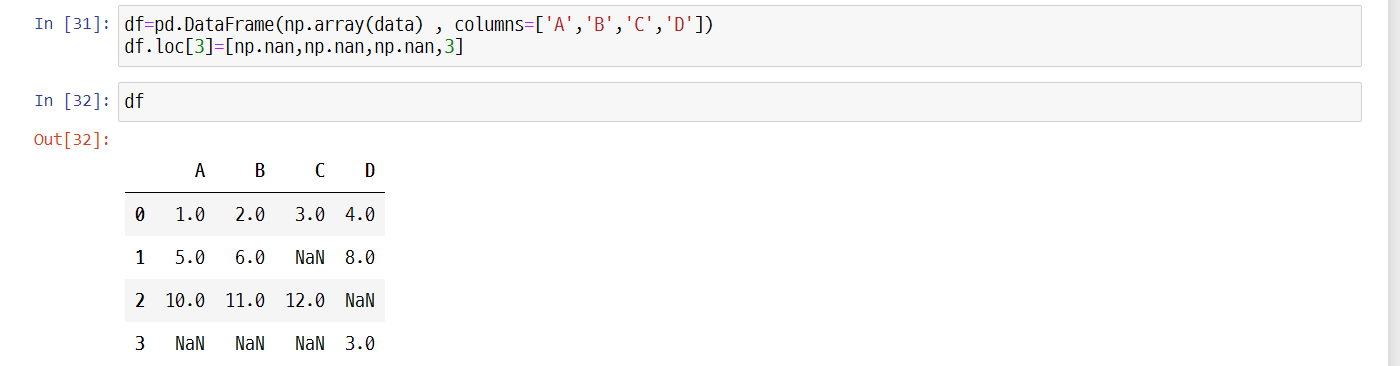 In [31]: df=pd.DataFrame(np.array(data) , columns=['A','B','C','D'])
df.loc[3]=[np.nan,np.nan,np.nan,3]
In [32]: df
Out[32]:
A B C D
0 1.0 2.0 3.0 4.0
1 5.0 6.0 NaN 8.0
2 10.0 11.0 12.0 NaN
3 NaN NaN NaN 3.0